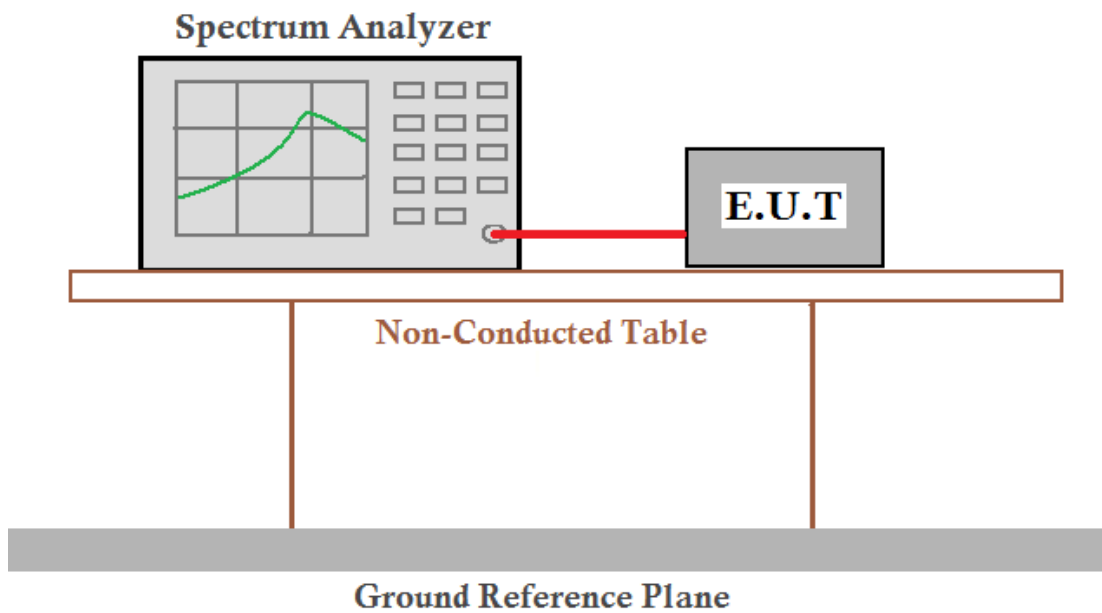 Spectrum Analyzer
E.U.T
Non-Conducted Table
Ground Reference Plane